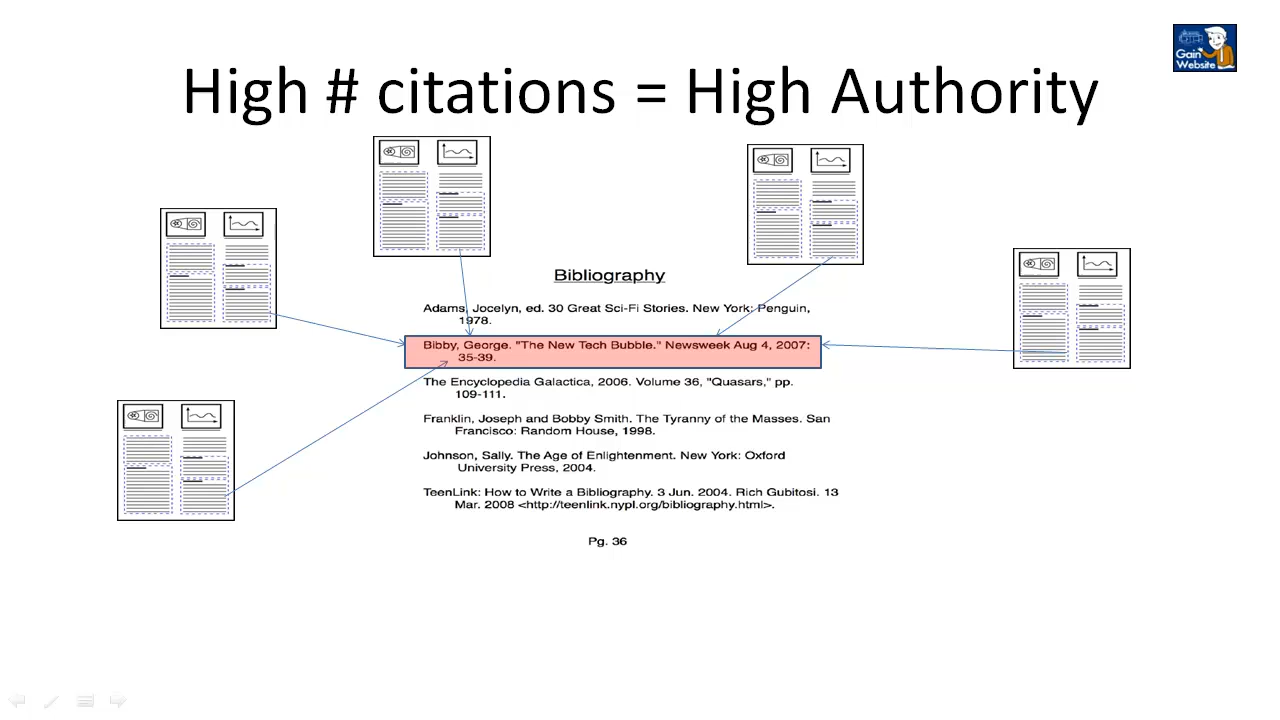 Gain
Website
High # citations = High Authority
Bibliography
Adams, Jocelyn, ed. 30 Great Sci-Fi Stories. New York: Penguin,
1978.
Bibby, George. "The New Tech Bubble." Newsweek Aug 4, 2007:
35-39.
The Encyclopedia Galactica, 2006. Volume 36, "Quasars," pp.
109-111.
Franklin, Joseph and Bobby Smith. The Tyranny of the Masses. San
Francisco: Random House, 1998.
Johnson, Sally. The Age of Enlightenment. New York: Oxford
University Press, 2004.
TeenLink: How to Write a Bibliography. 3 Jun. 2004. Rich Gubitosi. 13
Mar. 2008 <http://teenlink.nypl.org/bibliography.html>.
Pg. 36